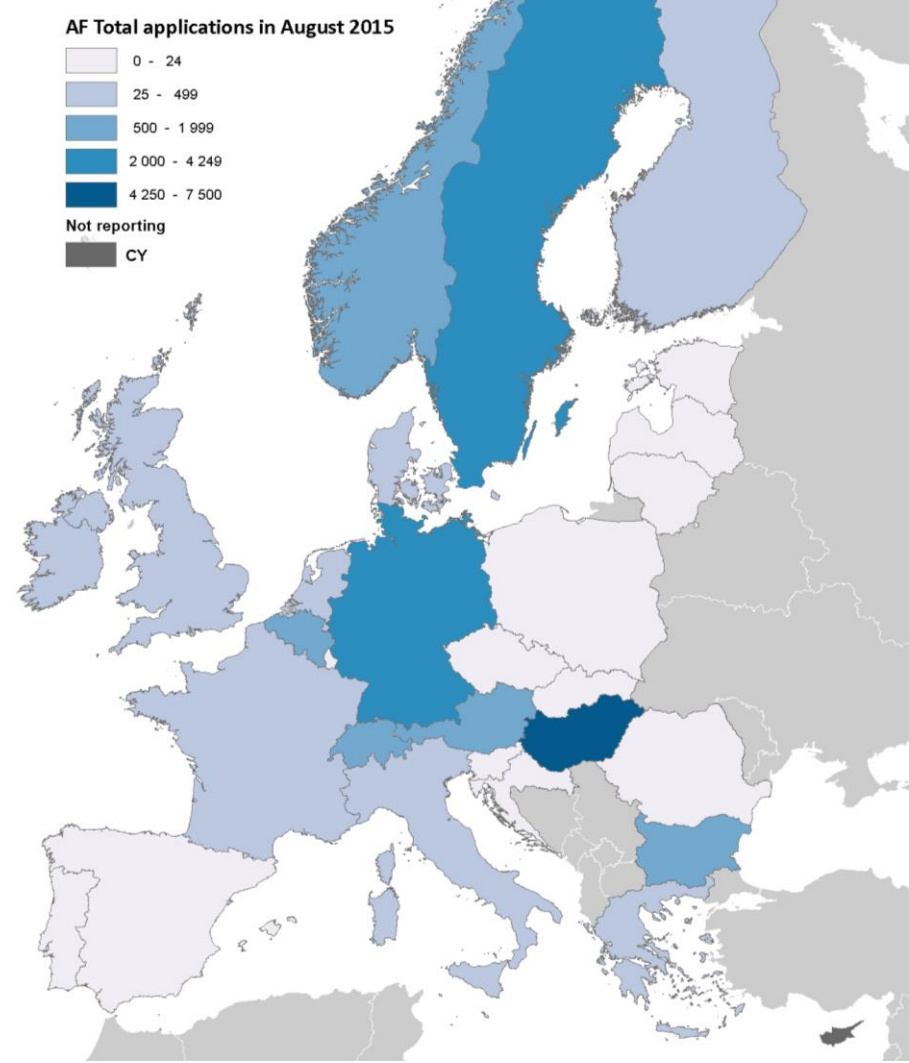 AF Total applications in August 2015
0 - 24
25 - 499
500 - 1 999
2 000 - 4 249
4 250 - 7 500
Not reporting
CY